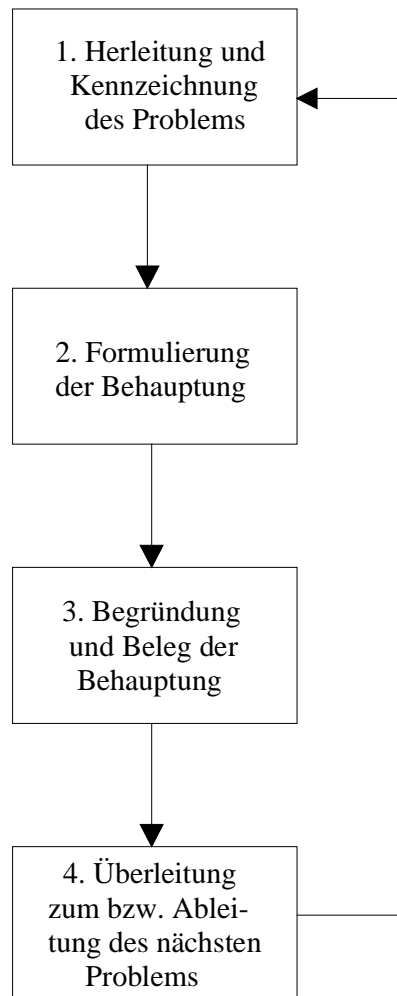 1. Herleitung und
Kennzeichnung
des Problems
2. Formulierung
der Behauptung
3. Begründung
und Beleg der
Behauptung
4. Überleitung
zum bzw. Ablei-
tung des nächsten
Problems